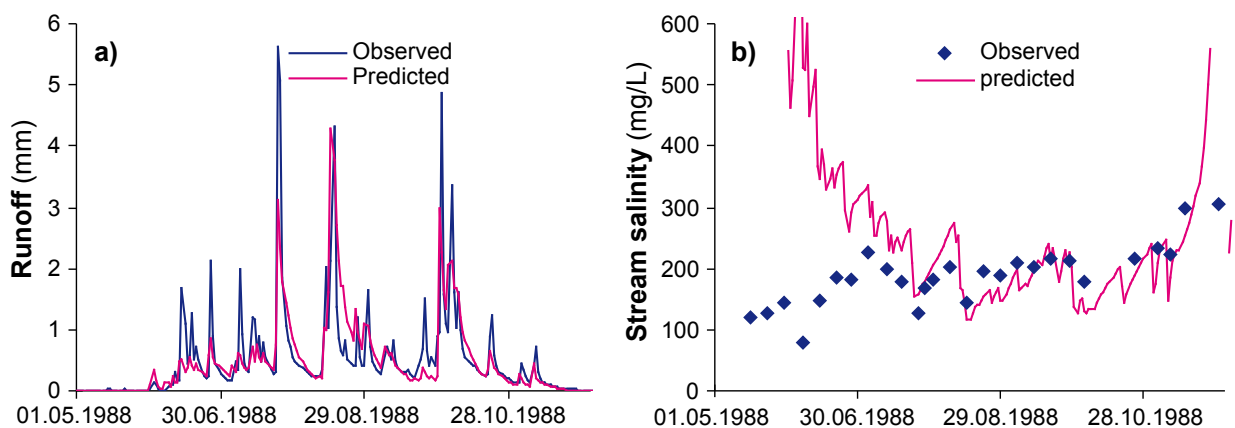 a)
Observed
Predicted
Runoff (mm)
6
5
4
3
2
1
0
01.05.1988 30.06.1988 29.08.1988 28.10.1988
b)
Observed
predicted
Stream salinity (mg/L)
600
500
400
300
200
100
0
01.05.1988 30.06.1988 29.08.1988 28.10.1988